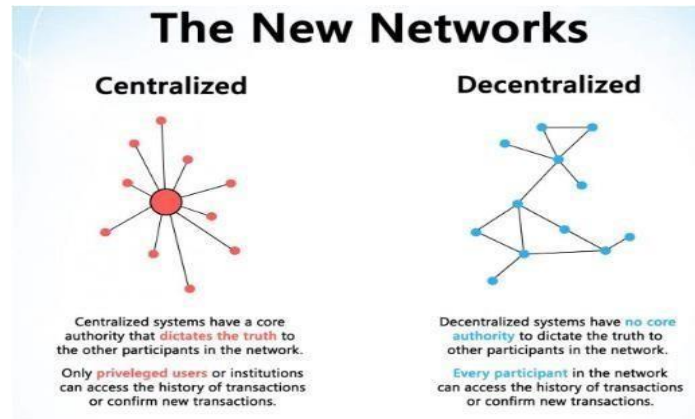 The New Networks
Centralized
Decentralized
Centralized systems have a core
authority that dictates the truth to
the other participants in the network.
Only priveleged users or institutions
can access the history of transactions
or confirm new transactions.
Decentralized systems have no core
authority to dictate the truth to
other participants in the network.
Every participant in the network
can access the history of transactions
or confirm new transactions.